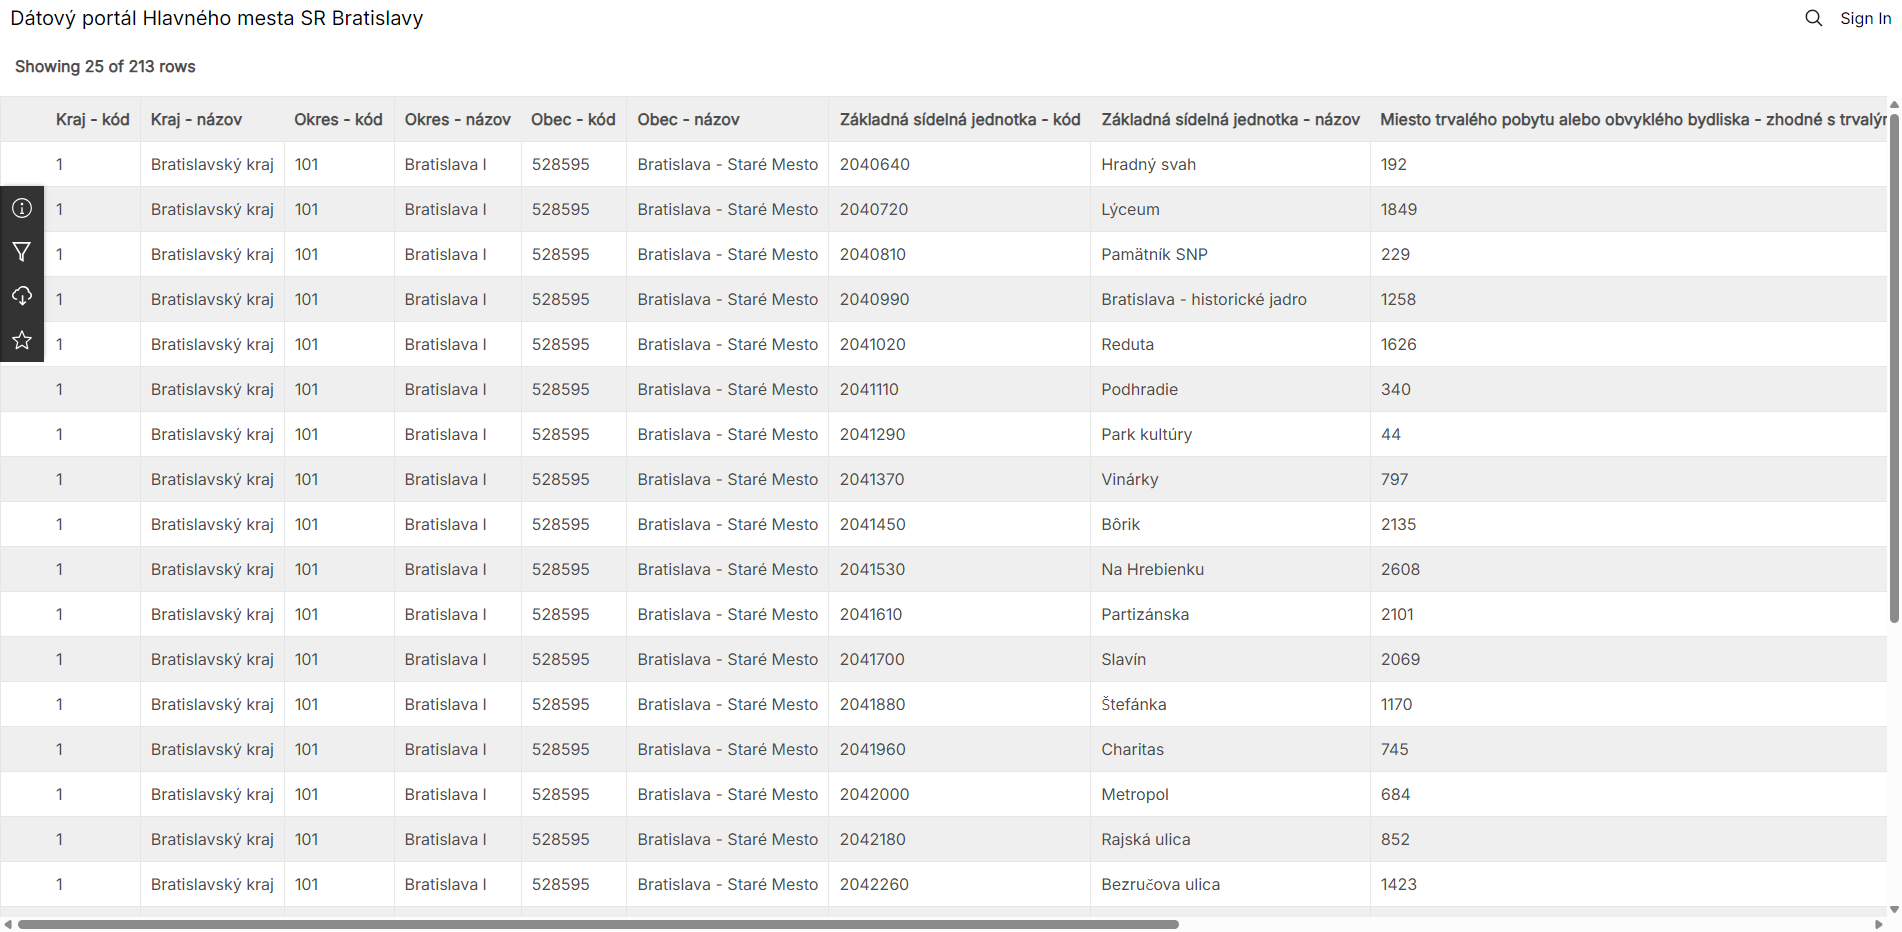 Dátový portál Hlavného mesta SR Bratislavy Sign In
Showing 25 of 213 rows
Kraj - kód Kraj - názov Okres - kód Okres - názov Obec - kód Obec - názov Základná sídelná jednotka - kód Základná sídelná jednotka - názov Miesto trvalého pobytu alebo obvyklého bydliska - zhodné s
1 Bratislavský kraj 101 Bratislava I 528595 Bratislava - Staré Mesto 2040640 Hradný svah 192
1 Bratislavský kraj 101 Bratislava I 528595 Bratislava - Staré Mesto 2040720 Lýceum 1849
1 Bratislavský kraj 101 Bratislava I 528595 Bratislava - Staré Mesto 2040810 Pamätník SNP 229
1 Bratislavský kraj 101 Bratislava I 528595 Bratislava - Staré Mesto 2040990 Bratislava - historické jadro 1258
1 Bratislavský kraj 101 Bratislava I 528595 Bratislava - Staré Mesto 2041020 Reduta 1626
1 Bratislavský kraj 101 Bratislava I 528595 Bratislava - Staré Mesto 2041110 Podhradie 340
1 Bratislavský kraj 101 Bratislava I 528595 Bratislava - Staré Mesto 2041290 Park kultúry 44
1 Bratislavský kraj 101 Bratislava I 528595 Bratislava - Staré Mesto 2041370 Vinárky 797
1 Bratislavský kraj 101 Bratislava I 528595 Bratislava - Staré Mesto 2041450 Bôrik 2135
1 Bratislavský kraj 101 Bratislava I 528595 Bratislava - Staré Mesto 2041530 Na Hrebienku 2608
1 Bratislavský kraj 101 Bratislava I 528595 Bratislava - Staré Mesto 2041610 Partizánska 2101
1 Bratislavský kraj 101 Bratislava I 528595 Bratislava - Staré Mesto 2041700 Slavín 2069
1 Bratislavský kraj 101 Bratislava I 528595 Bratislava - Staré Mesto 2041880 Štefánka 1170
1 Bratislavský kraj 101 Bratislava I 528595 Bratislava - Staré Mesto 2041960 Charitas 745
1 Bratislavský kraj 101 Bratislava I 528595 Bratislava - Staré Mesto 2042000 Metropol 684
1 Bratislavský kraj 101 Bratislava I 528595 Bratislava - Staré Mesto 2042180 Rajská ulica 852
1 Bratislavský kraj 101 Bratislava I 528595 Bratislava - Staré Mesto 2042260 Bezručova ulica 1423